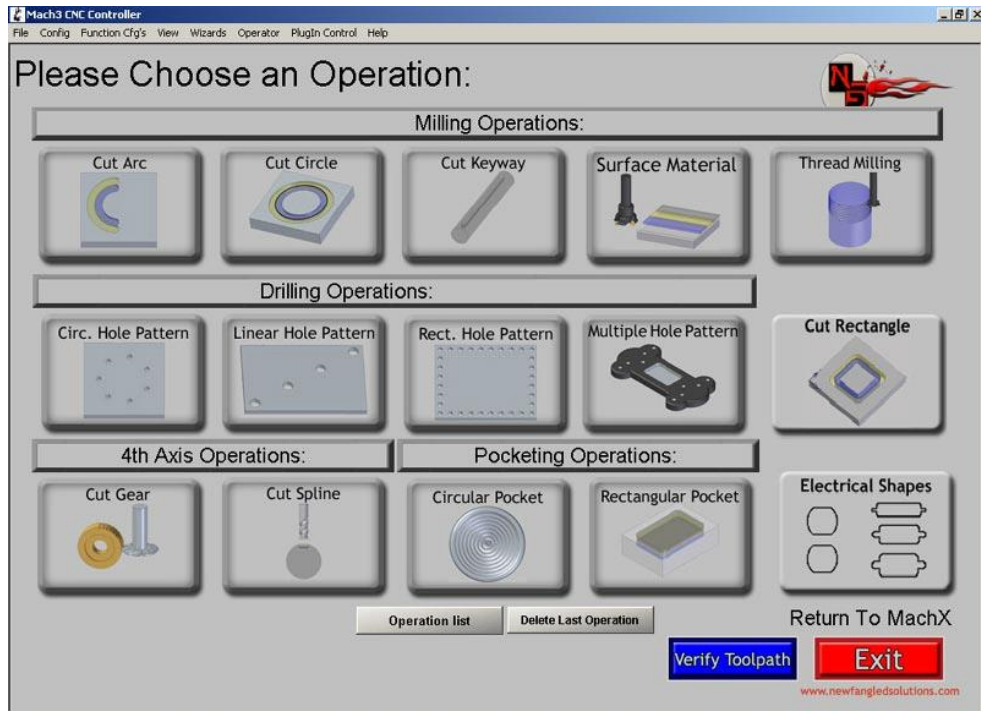 Mach3 CNC Controller
File Config Function Cfg's View Wizards Operator PlugIn Control Help
Please Choose an Operation:
NFS
Milling Operations:
Cut Arc Cut Circle Cut Keyway Surface Material Thread Milling
Drilling Operations:
Circ. Hole Pattern Linear Hole Pattern Rect. Hole Pattern Multiple Hole Pattern Cut Rectangle
4th Axis Operations: Pocketing Operations:
Cut Gear Cut Spline Circular Pocket Rectangular Pocket Electrical Shapes
Operation list Delete Last Operation Return To MachX
Verify Toolpath Exit
www.newfangledsolutions.com